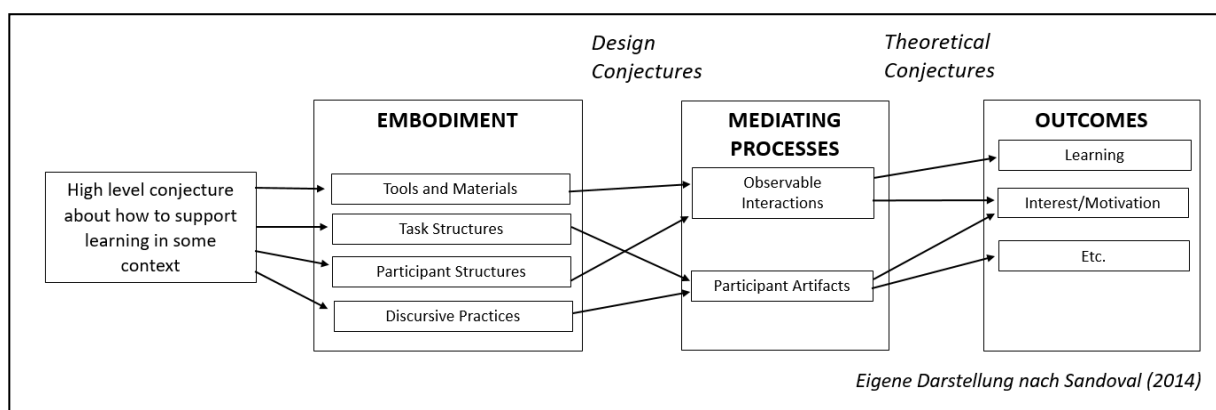 Design
Conjectures
Theoretical
Conjectures
High level conjecture
about how to support
learning in some
context
EMBODIMENT
Tools and Materials
Task Structures
Participant Structures
Discursive Practices
MEDIATING
PROCESSES
Observable
Interactions
Participant Artifacts
OUTCOMES
Learning
Interest/Motivation
Etc.
Eigene Darstellung nach Sandoval (2014)